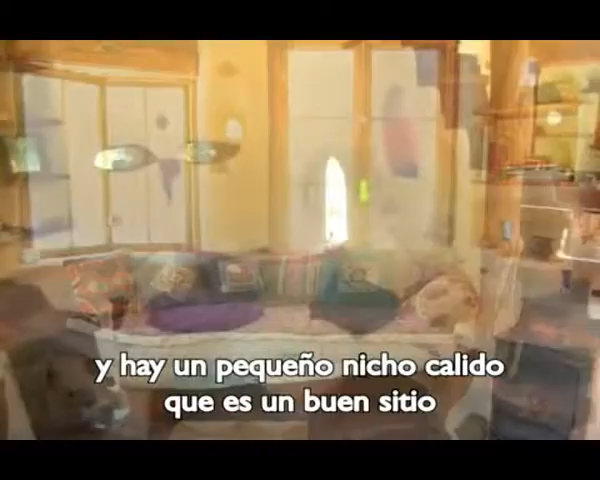 y hay un pequeño nicho calido
que es un buen sitio